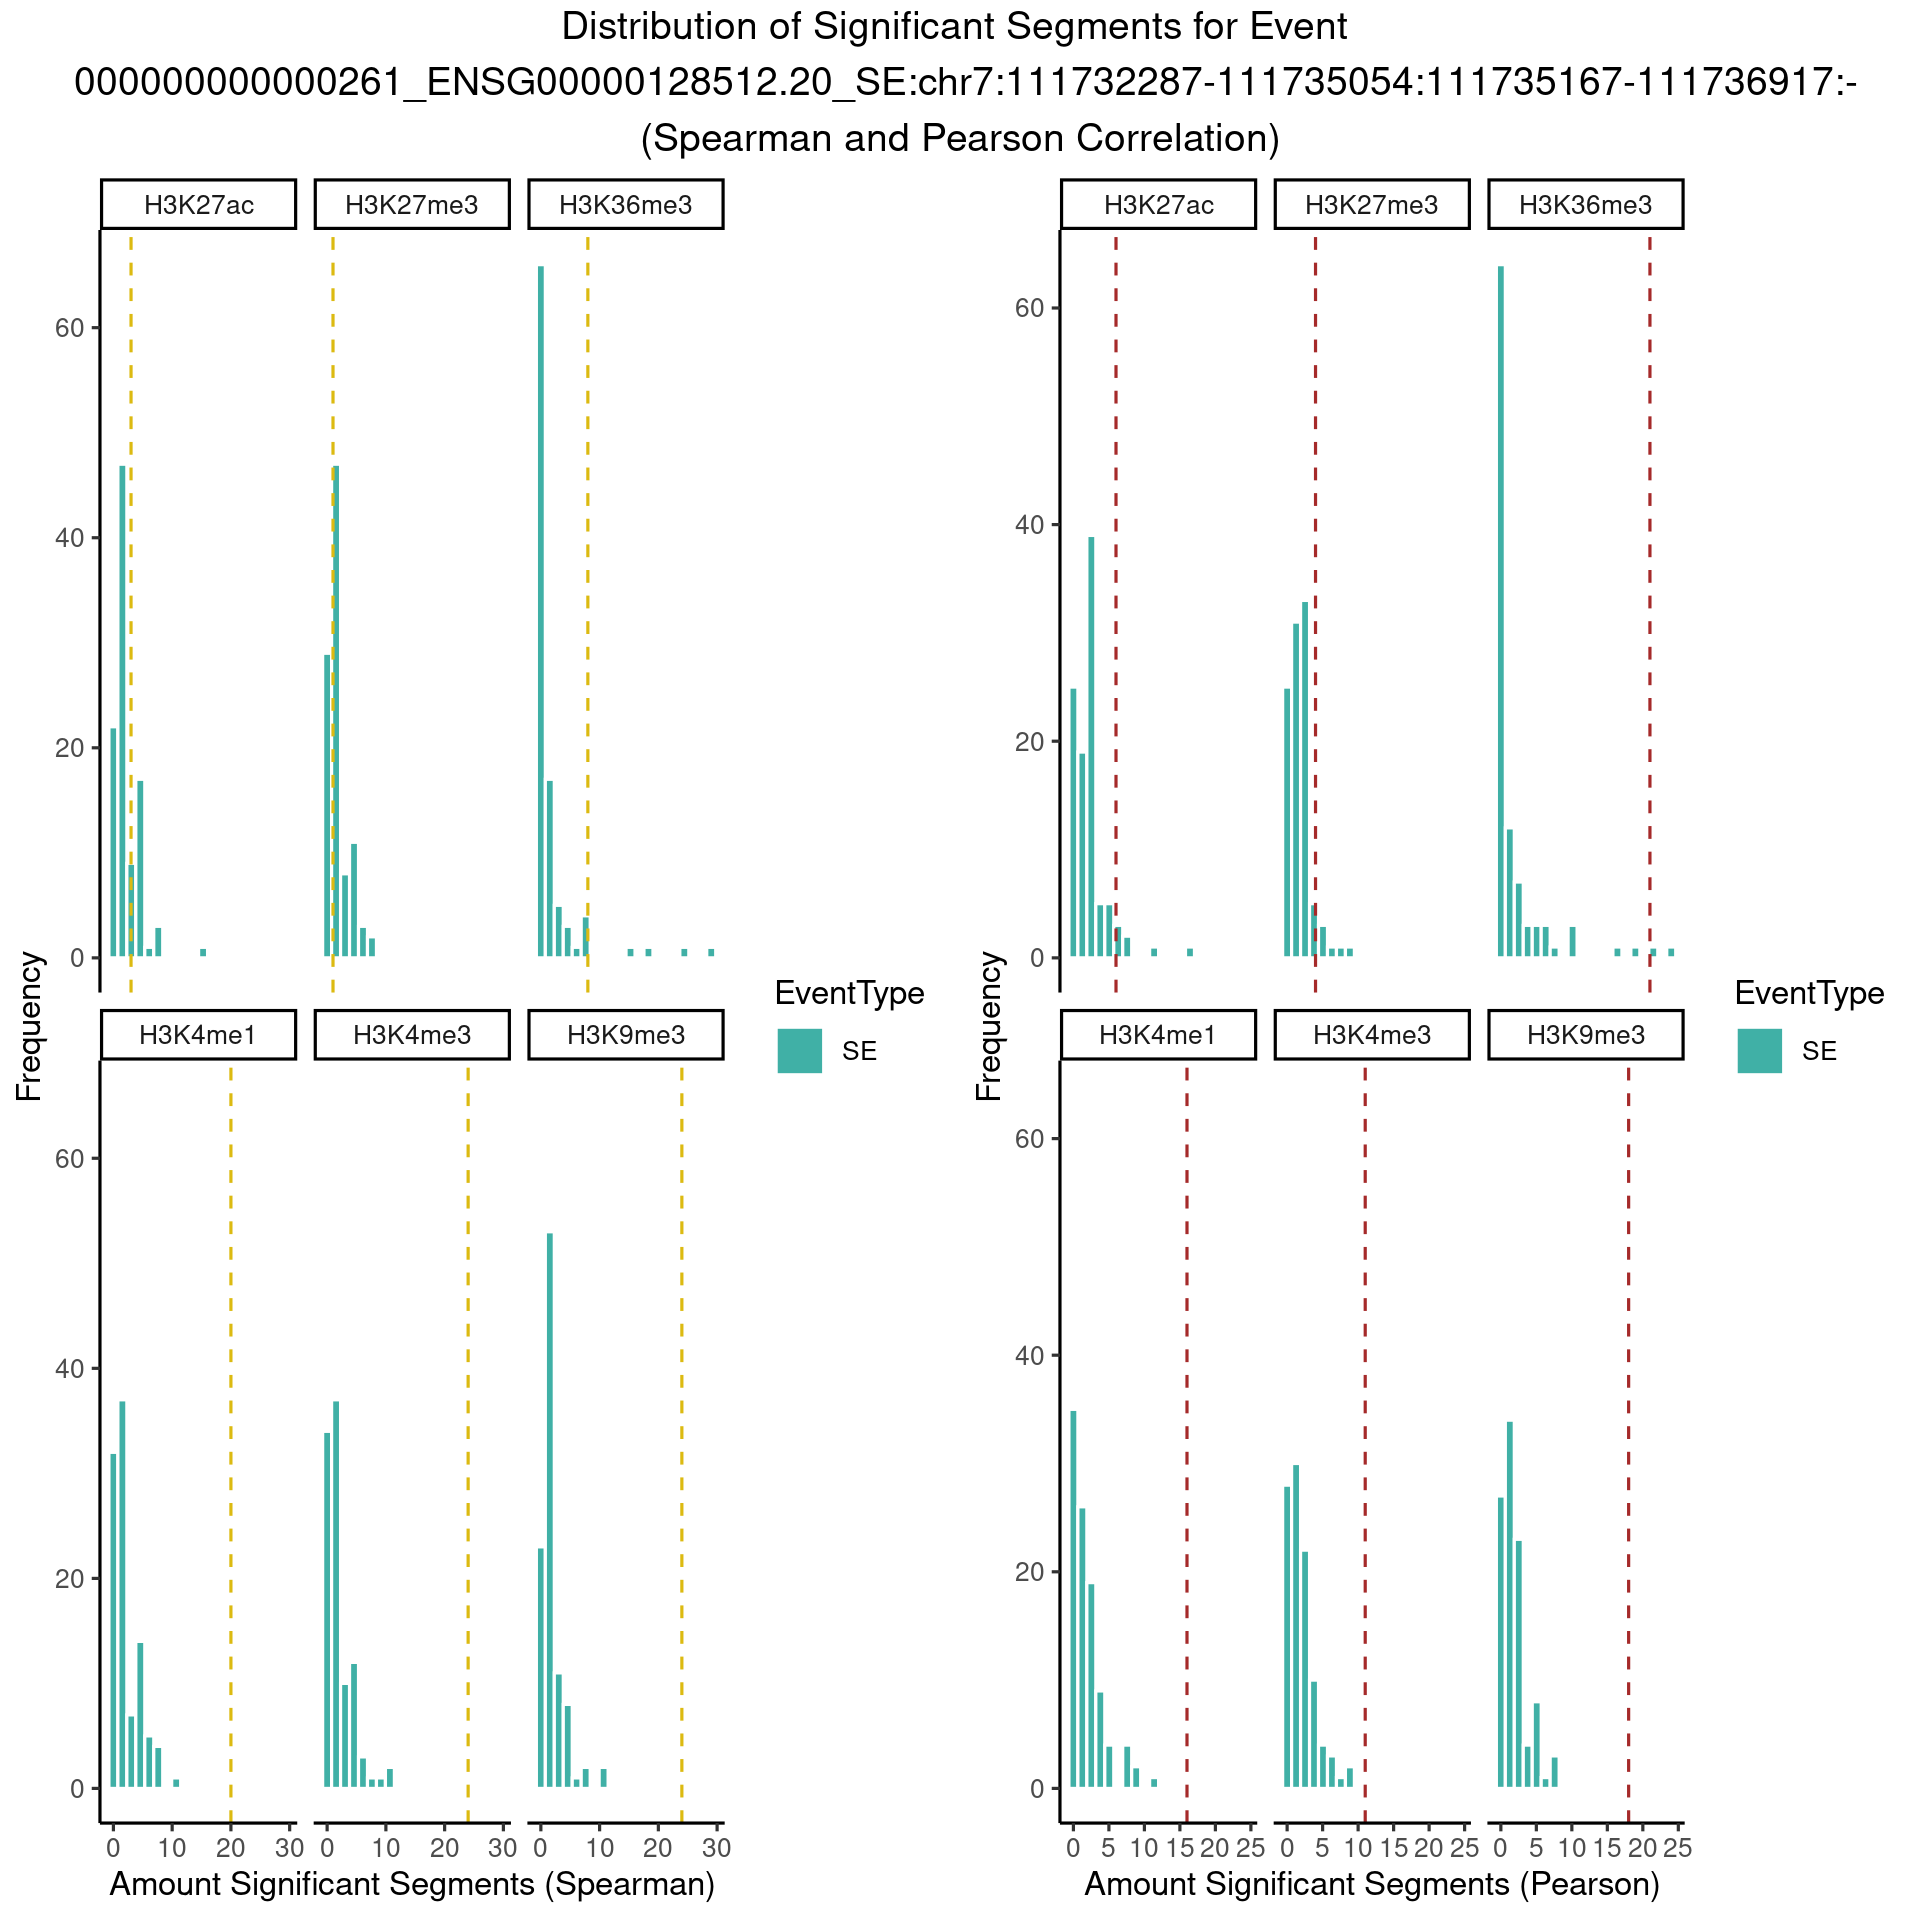 Distribution of Significant Segments for Event
000000000000261_ENSG00000128512.20_SE:chr7:111732287-111735054:111735167-111736917:-
(Spearman and Pearson Correlation)
H3K27ac H3K27me3 H3K36me3
60
40
20
0
H3K4me1 H3K4me3 H3K9me3
60
40
20
0
0 10 20 30 0 10 20 30 0 10 20 30
Frequency
Amount Significant Segments (Spearman)
EventType
SE
H3K27ac H3K27me3 H3K36me3
60
40
20
0
H3K4me1 H3K4me3 H3K9me3
60
40
20
0
0 5 10 15 20 25 0 5 10 15 20 25 0 5 10 15 20 25
Frequency
Amount Significant Segments (Pearson)
EventType
SE